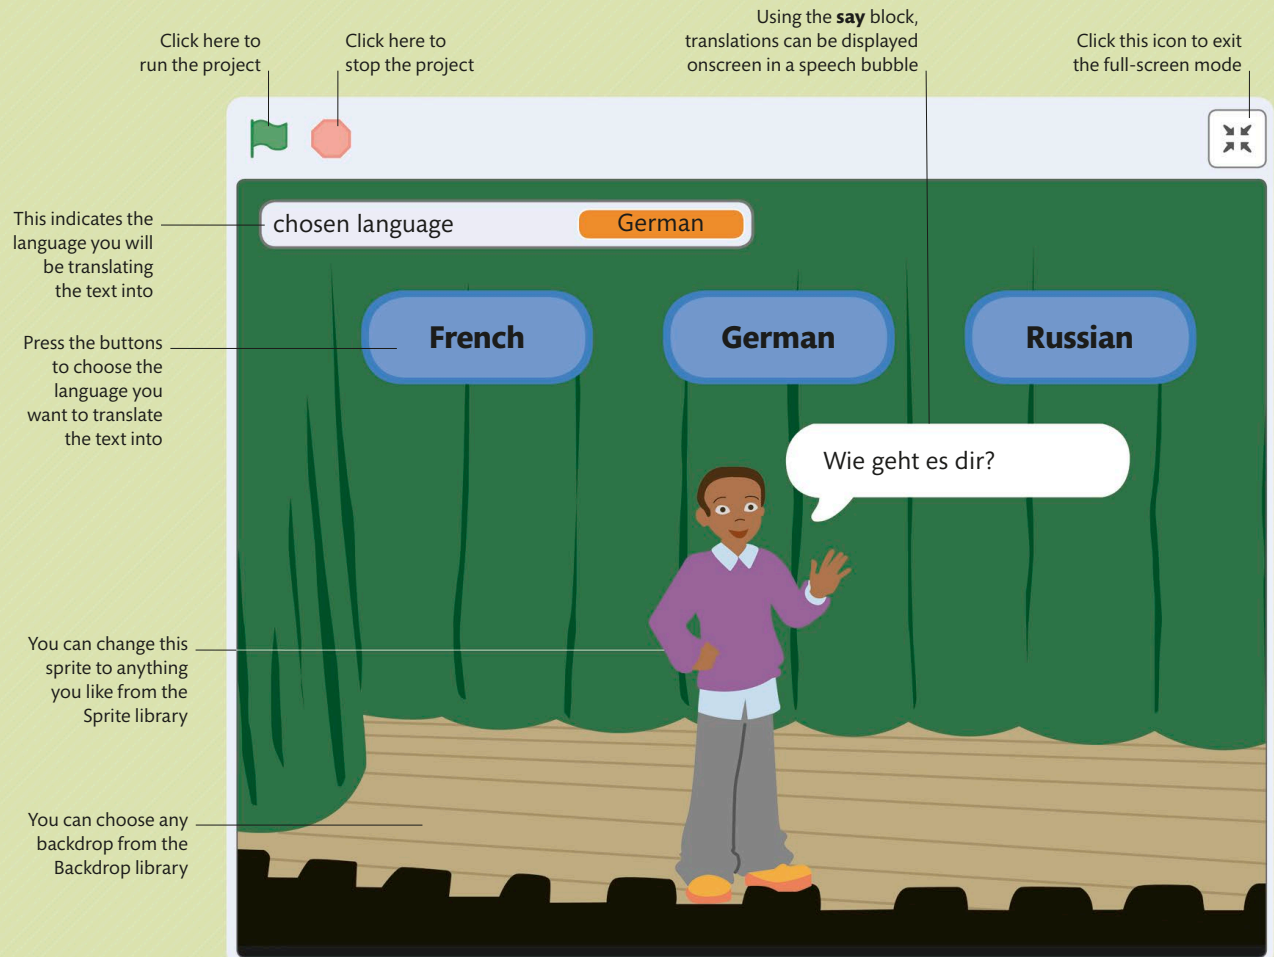 Click here to
run the project
Click here to
stop the project
Using the say block,
translations can be displayed
onscreen in a speech bubble
Click this icon to exit
the full-screen mode
This indicates the
language you will
be translating
the text into
chosen language
German
Press the buttons
to choose the
language you
want to translate
the text into
French
German
Russian
Wie geht es dir?
You can change this
sprite to anything
you like from the
Sprite library
You can choose any
backdrop from the
Backdrop library